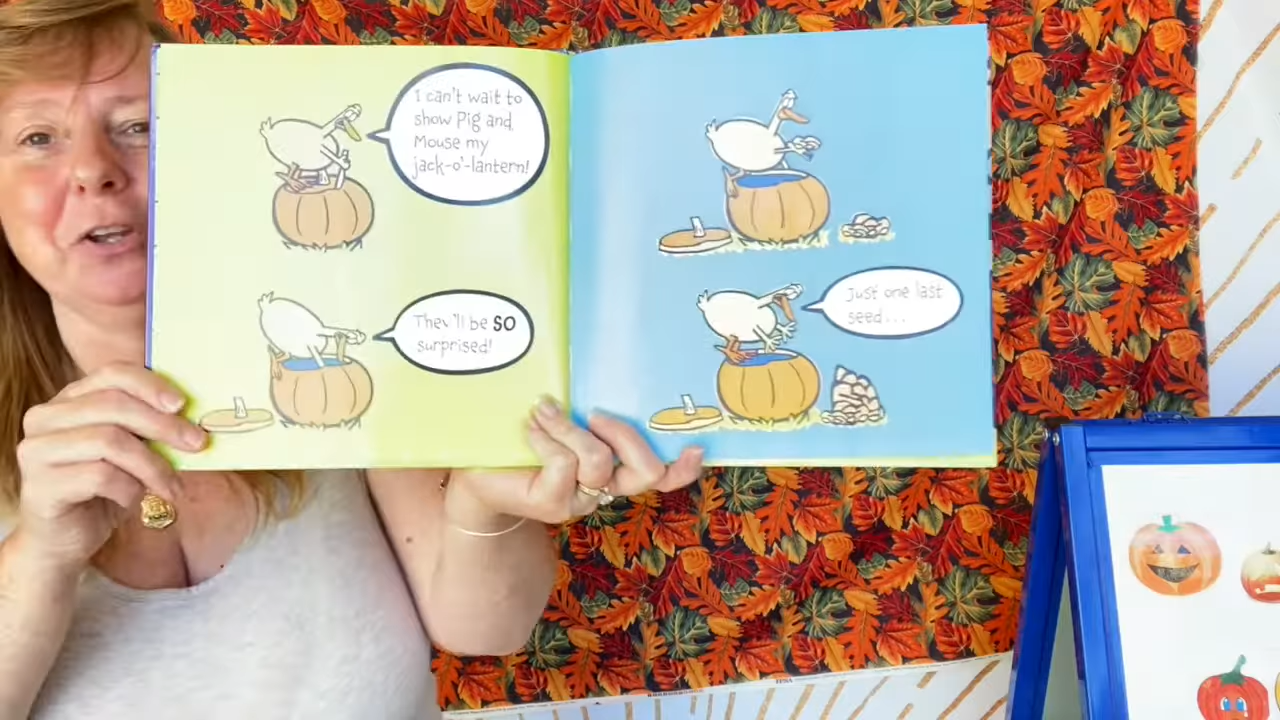 I can't wait to
show Pig and
Mouse my
jack-o'-lantern!
They'll be SO
surprised!
Just one last
seed...